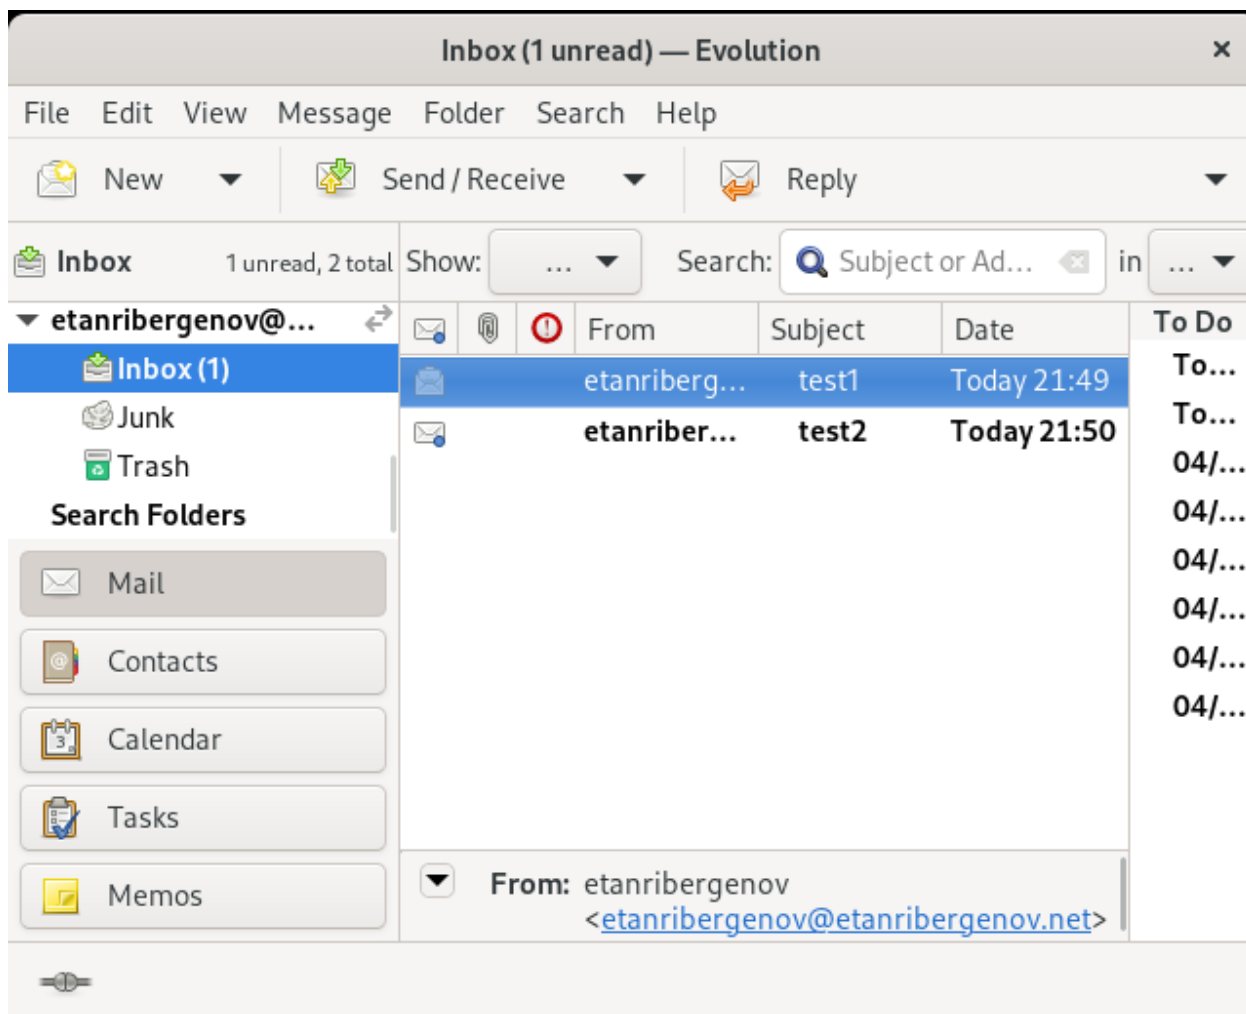 Inbox (1 unread) — Evolution ×
File Edit View Message Folder Search Help
New Send / Receive Reply
Inbox 1 unread, 2 total Show: ... Search: Subject or Ad... in ...
etanribergenov@...
Inbox (1)
Junk
Trash
Search Folders
Mail
Contacts
Calendar
Tasks
Memos
From Subject Date
etanriberg... test1 Today 21:49
etanriber... test2 Today 21:50
From: etanribergenov
<etanribergenov@etanribergenov.net>
To Do
To...
To...
04/...
04/...
04/...
04/...
04/...
04/...